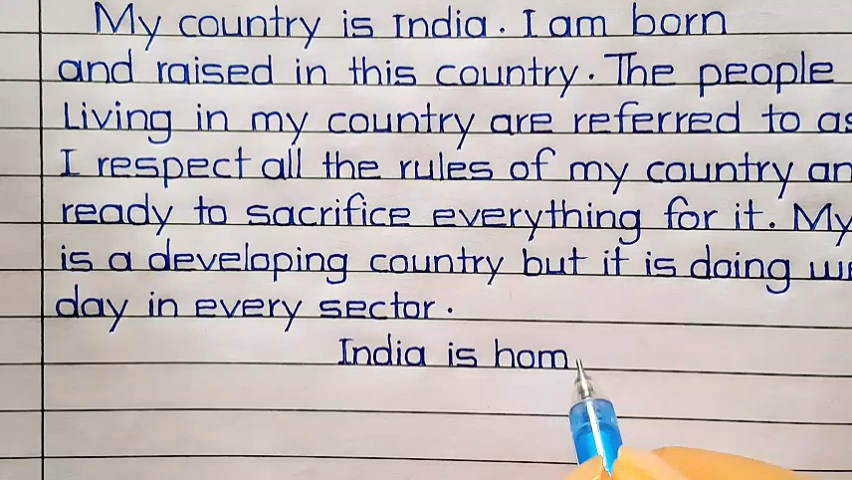 My country is India. I am born
and raised in this country. The people
Living in my country are referred to as
I respect all the rules of my country an
ready to sacrifice everything for it. My
is a developing country but it is doing we
day in every sector.
India is hom